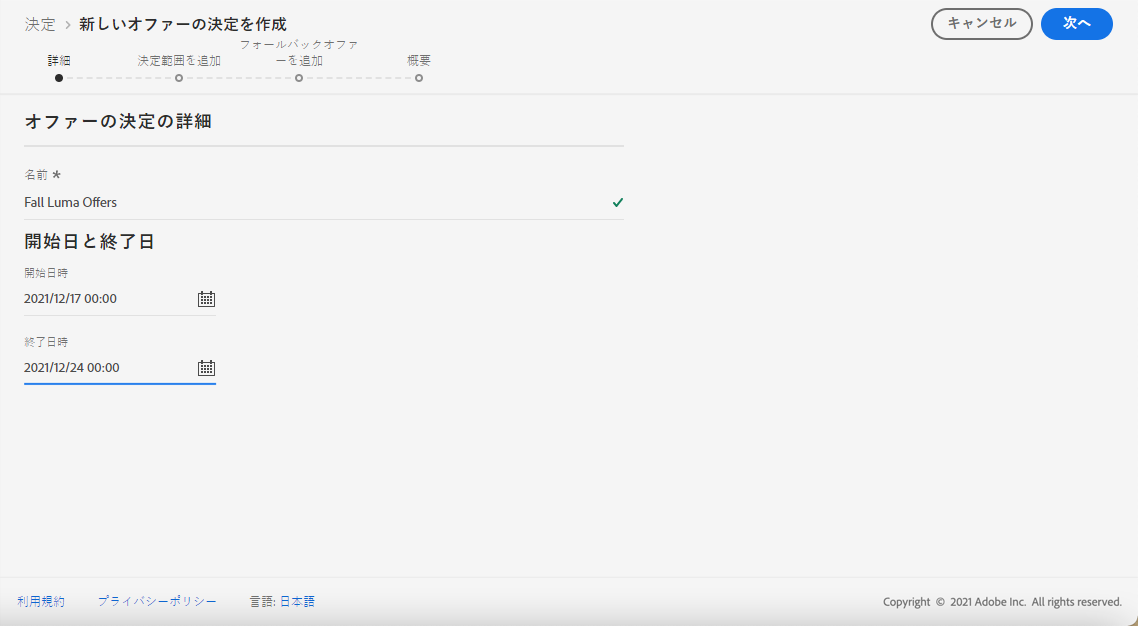 決定 > 新しいオファーの決定を作成
キャンセル
次へ
詳細
決定範囲を追加
フォールバックオファ
ーを追加
概要
オファーの決定の詳細
名前 *
Fall Luma Offers
開始日と終了日
開始日時
2021/12/17 00:00
終了日時
2021/12/24 00:00
利用規約 プライバシーポリシー 言語: 日本語
Copyright © 2021 Adobe Inc. All rights reserved.